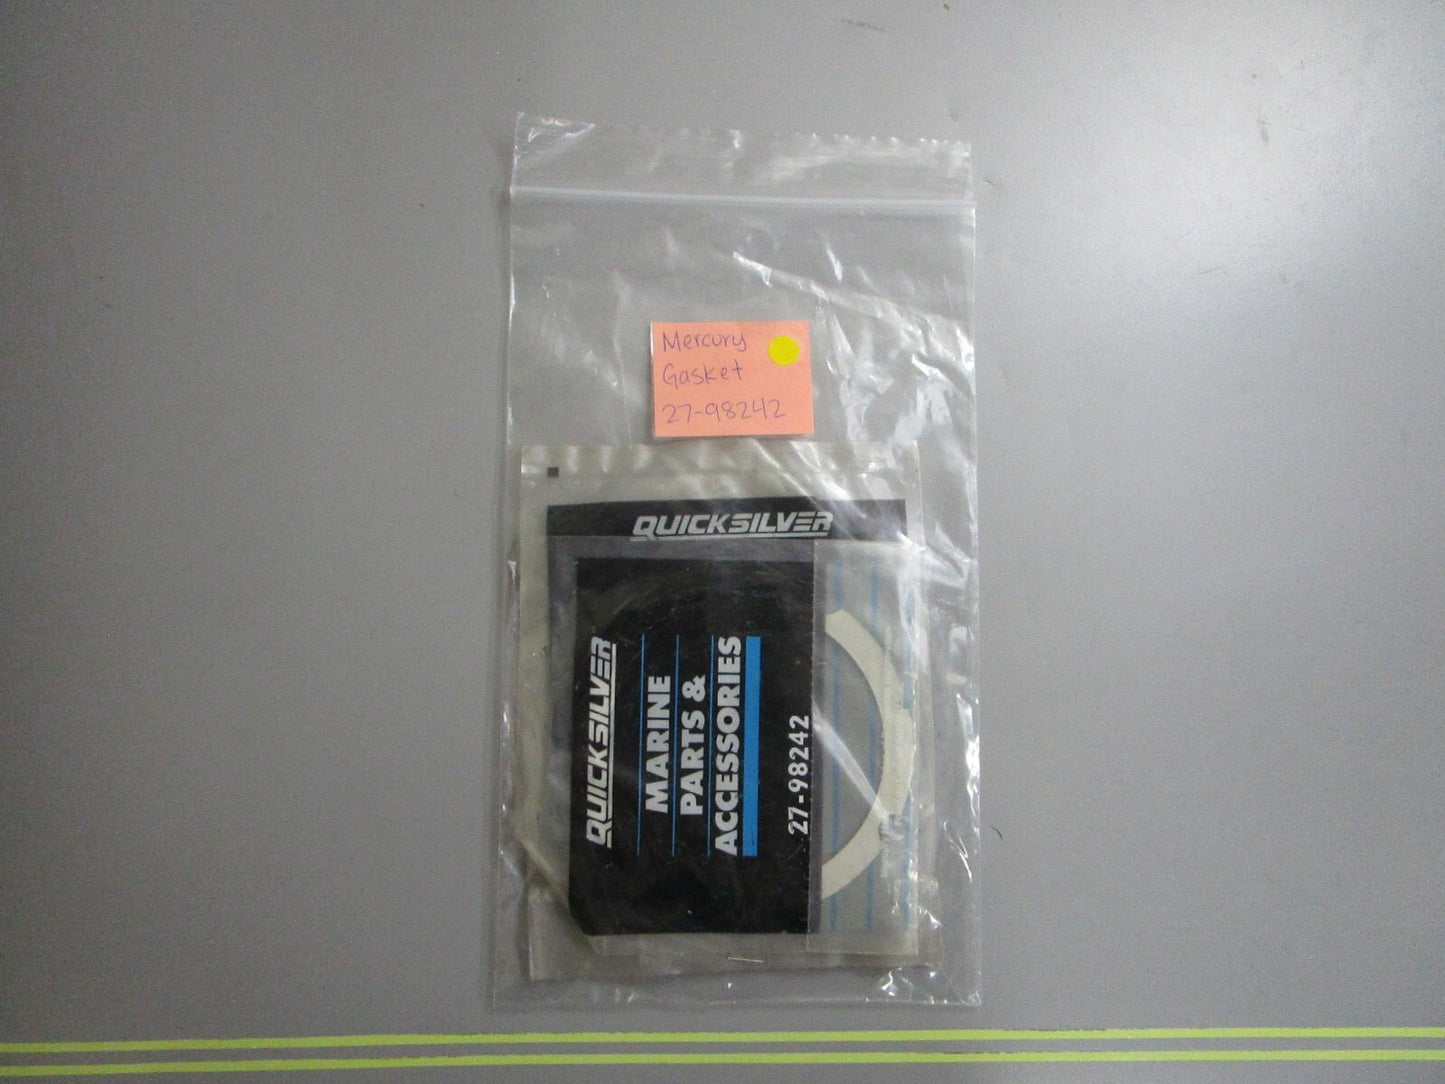 Mercury
Gasket
27-98242
QUICKSILVER
QUICKSILVER
MARINE
PARTS &
ACCESSORIES
27-98242